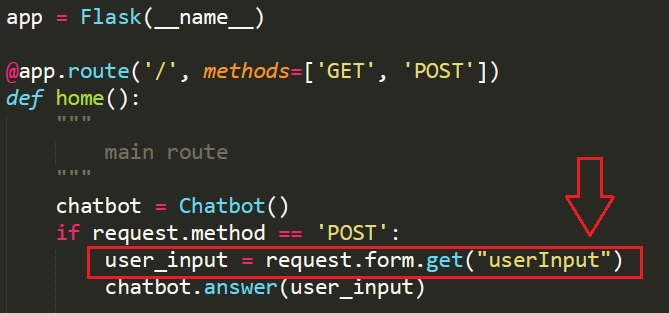 app = Flask(__name__)
@app.route('/', methods=['GET', 'POST'])
def home():
"""
main route
"""
chatbot = Chatbot()
if request.method == 'POST':
user_input = request.form.get("userInput")
chatbot.answer(user_input)